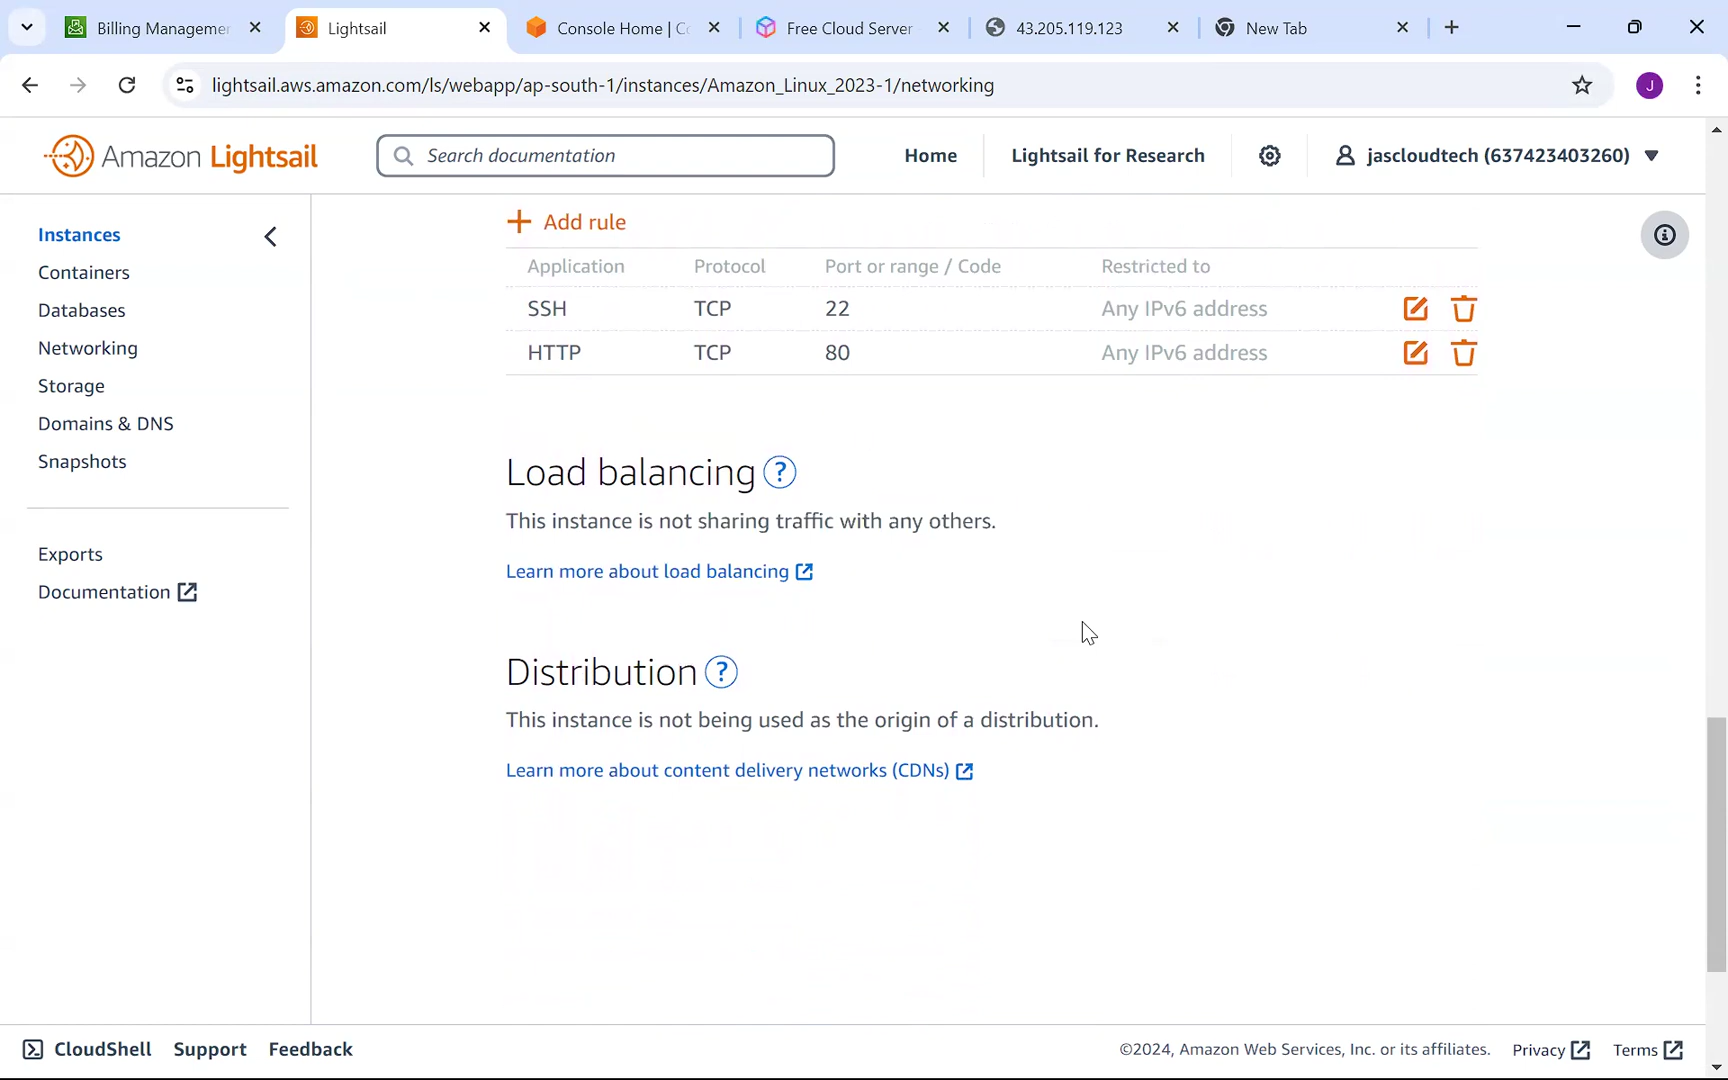 Billing Managemer
Lightsail
Console Home | Co
Free Cloud Server
43.205.119.123
New Tab
lightsail.aws.amazon.com/ls/webapp/ap-south-1/instances/Amazon_Linux_2023-1/networking
J
Amazon Lightsail
Search documentation
Home
Lightsail for Research
jascloudtech (637423403260)
Instances
Containers
Databases
Networking
Storage
Domains & DNS
Snapshots
Exports
Documentation
+ Add rule
Application Protocol Port or range / Code Restricted to
SSH TCP 22 Any IPv6 address
HTTP TCP 80 Any IPv6 address
Load balancing ?
This instance is not sharing traffic with any others.
Learn more about load balancing
Distribution ?
This instance is not being used as the origin of a distribution.
Learn more about content delivery networks (CDNs)
CloudShell Support Feedback
©2024, Amazon Web Services, Inc. or its affiliates. Privacy Terms